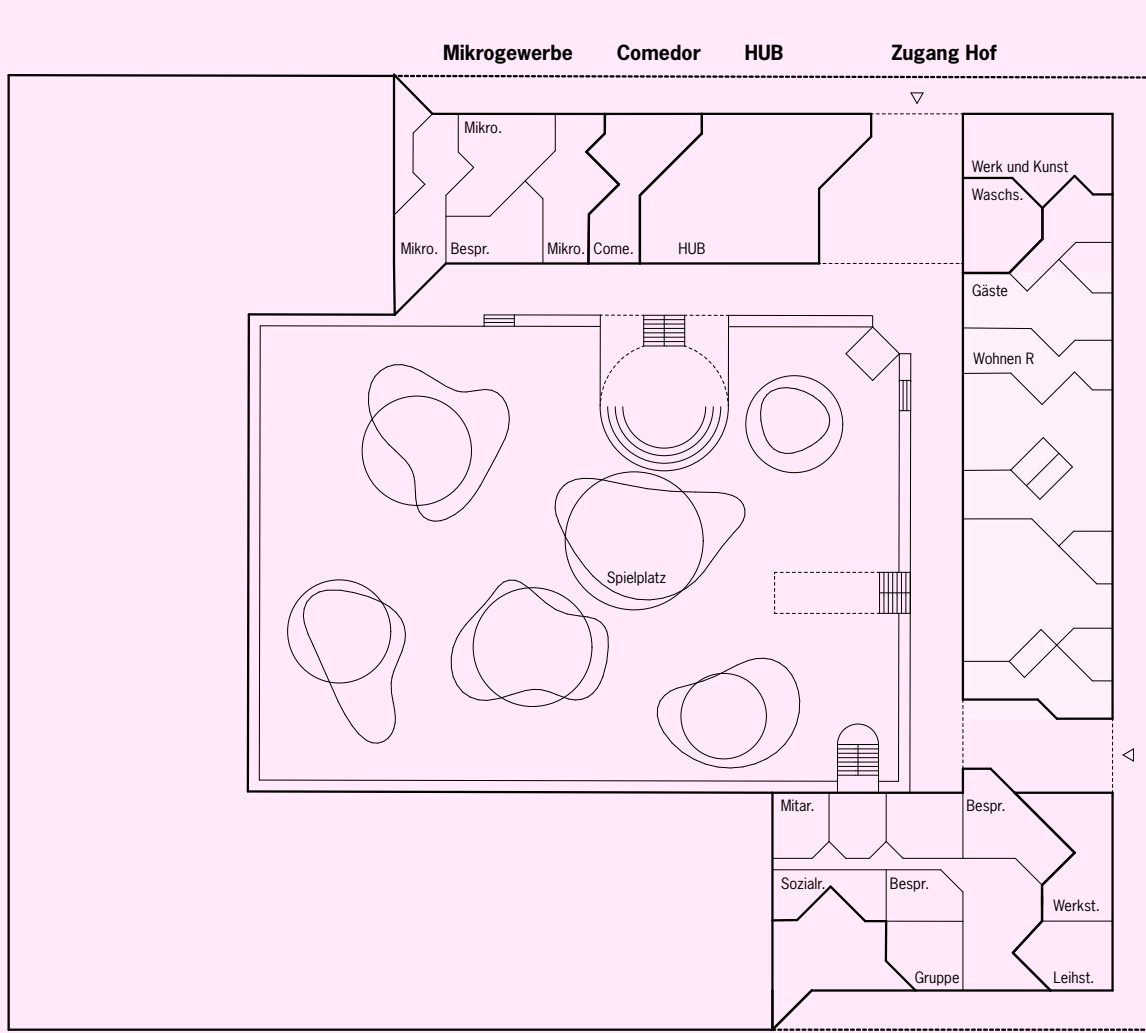 Mikrogewerbe Comedor HUB Zugang Hof
Mikro.
Werk und Kunst
Waschs.
Mikro. Bespr. Mikro. Come. HUB
Gäste
Wohnen R
Spielplatz
Mitar. Bespr.
Sozialr. Bespr.
Werkst.
Gruppe Leihst.